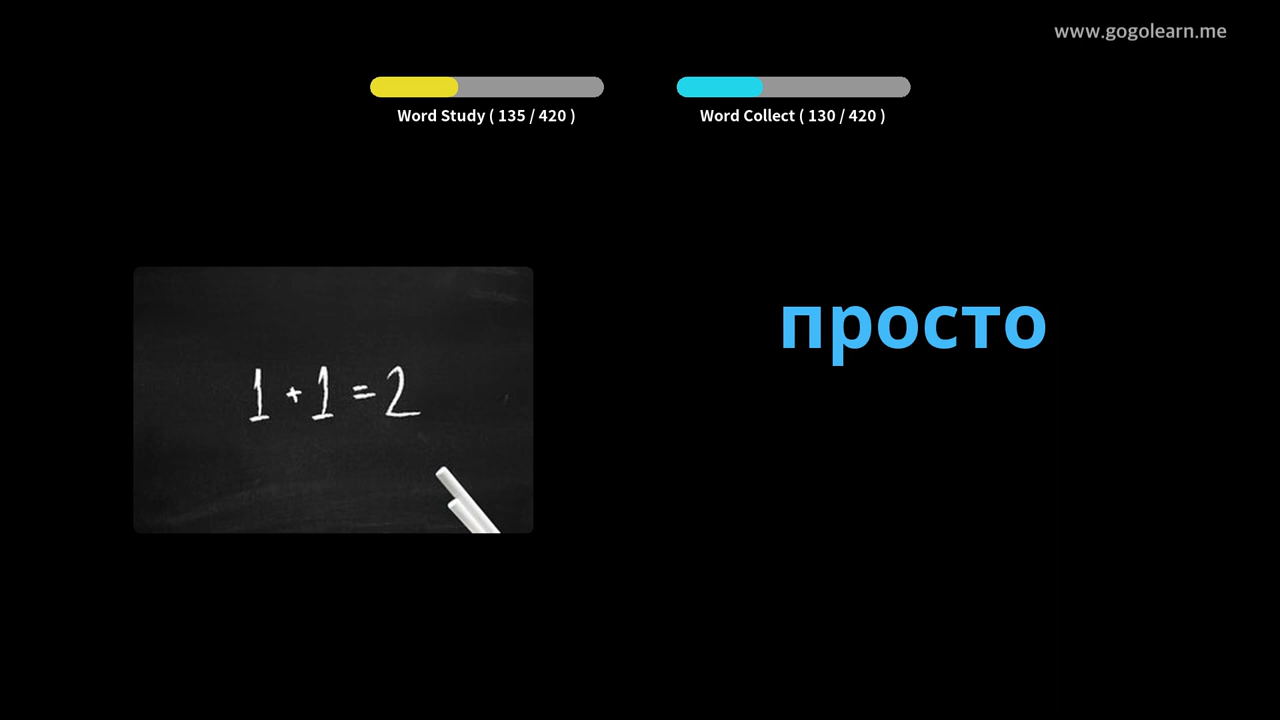 www.gogolearn.me
Word Study ( 135 / 420 )
Word Collect ( 130 / 420 )
просто
1 + 1 = 2